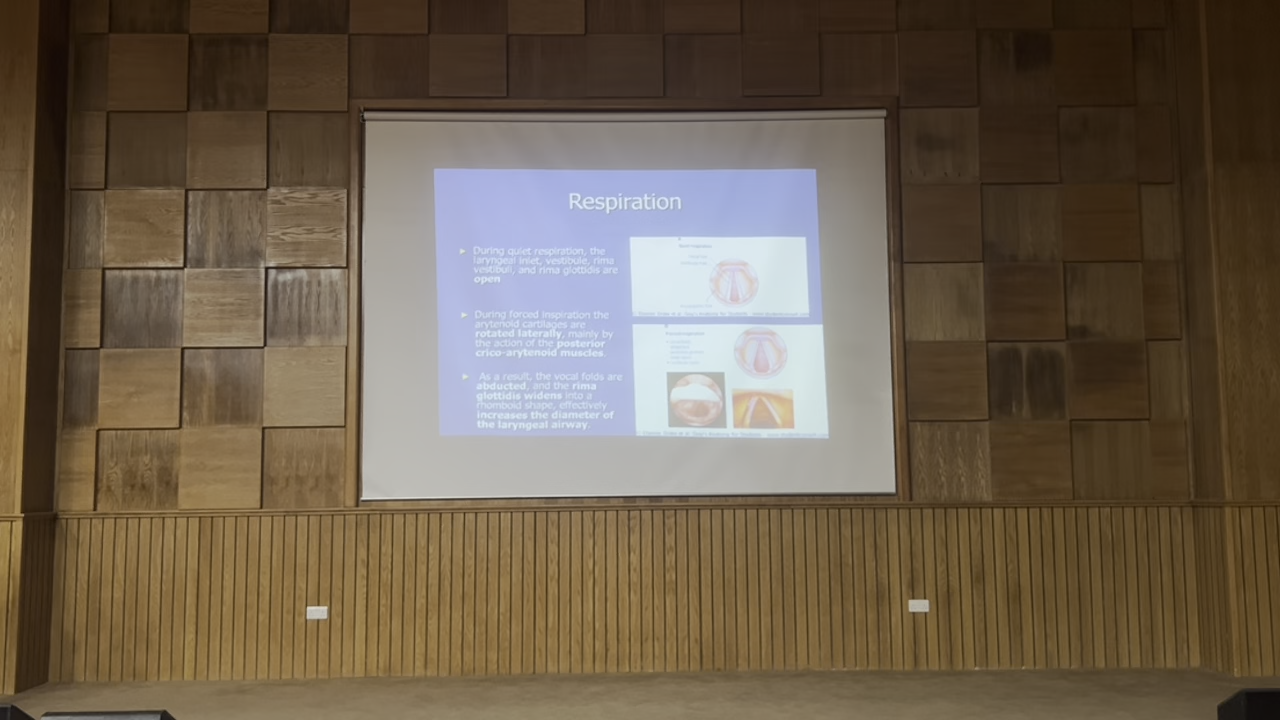 Respiration
► During quiet respiration, the
laryngeal inlet, vestibule, rima
vestibuli, and rima glottidis are
open
► During forced inspiration the
arytenoid cartilages are
rotated laterally, mainly by
the action of the posterior
crico-arytenoid muscles.
► As a result, the vocal folds are
abducted, and the rima
glottidis widens into a
rhomboid shape, effectively
increases the diameter of
the laryngeal airway.